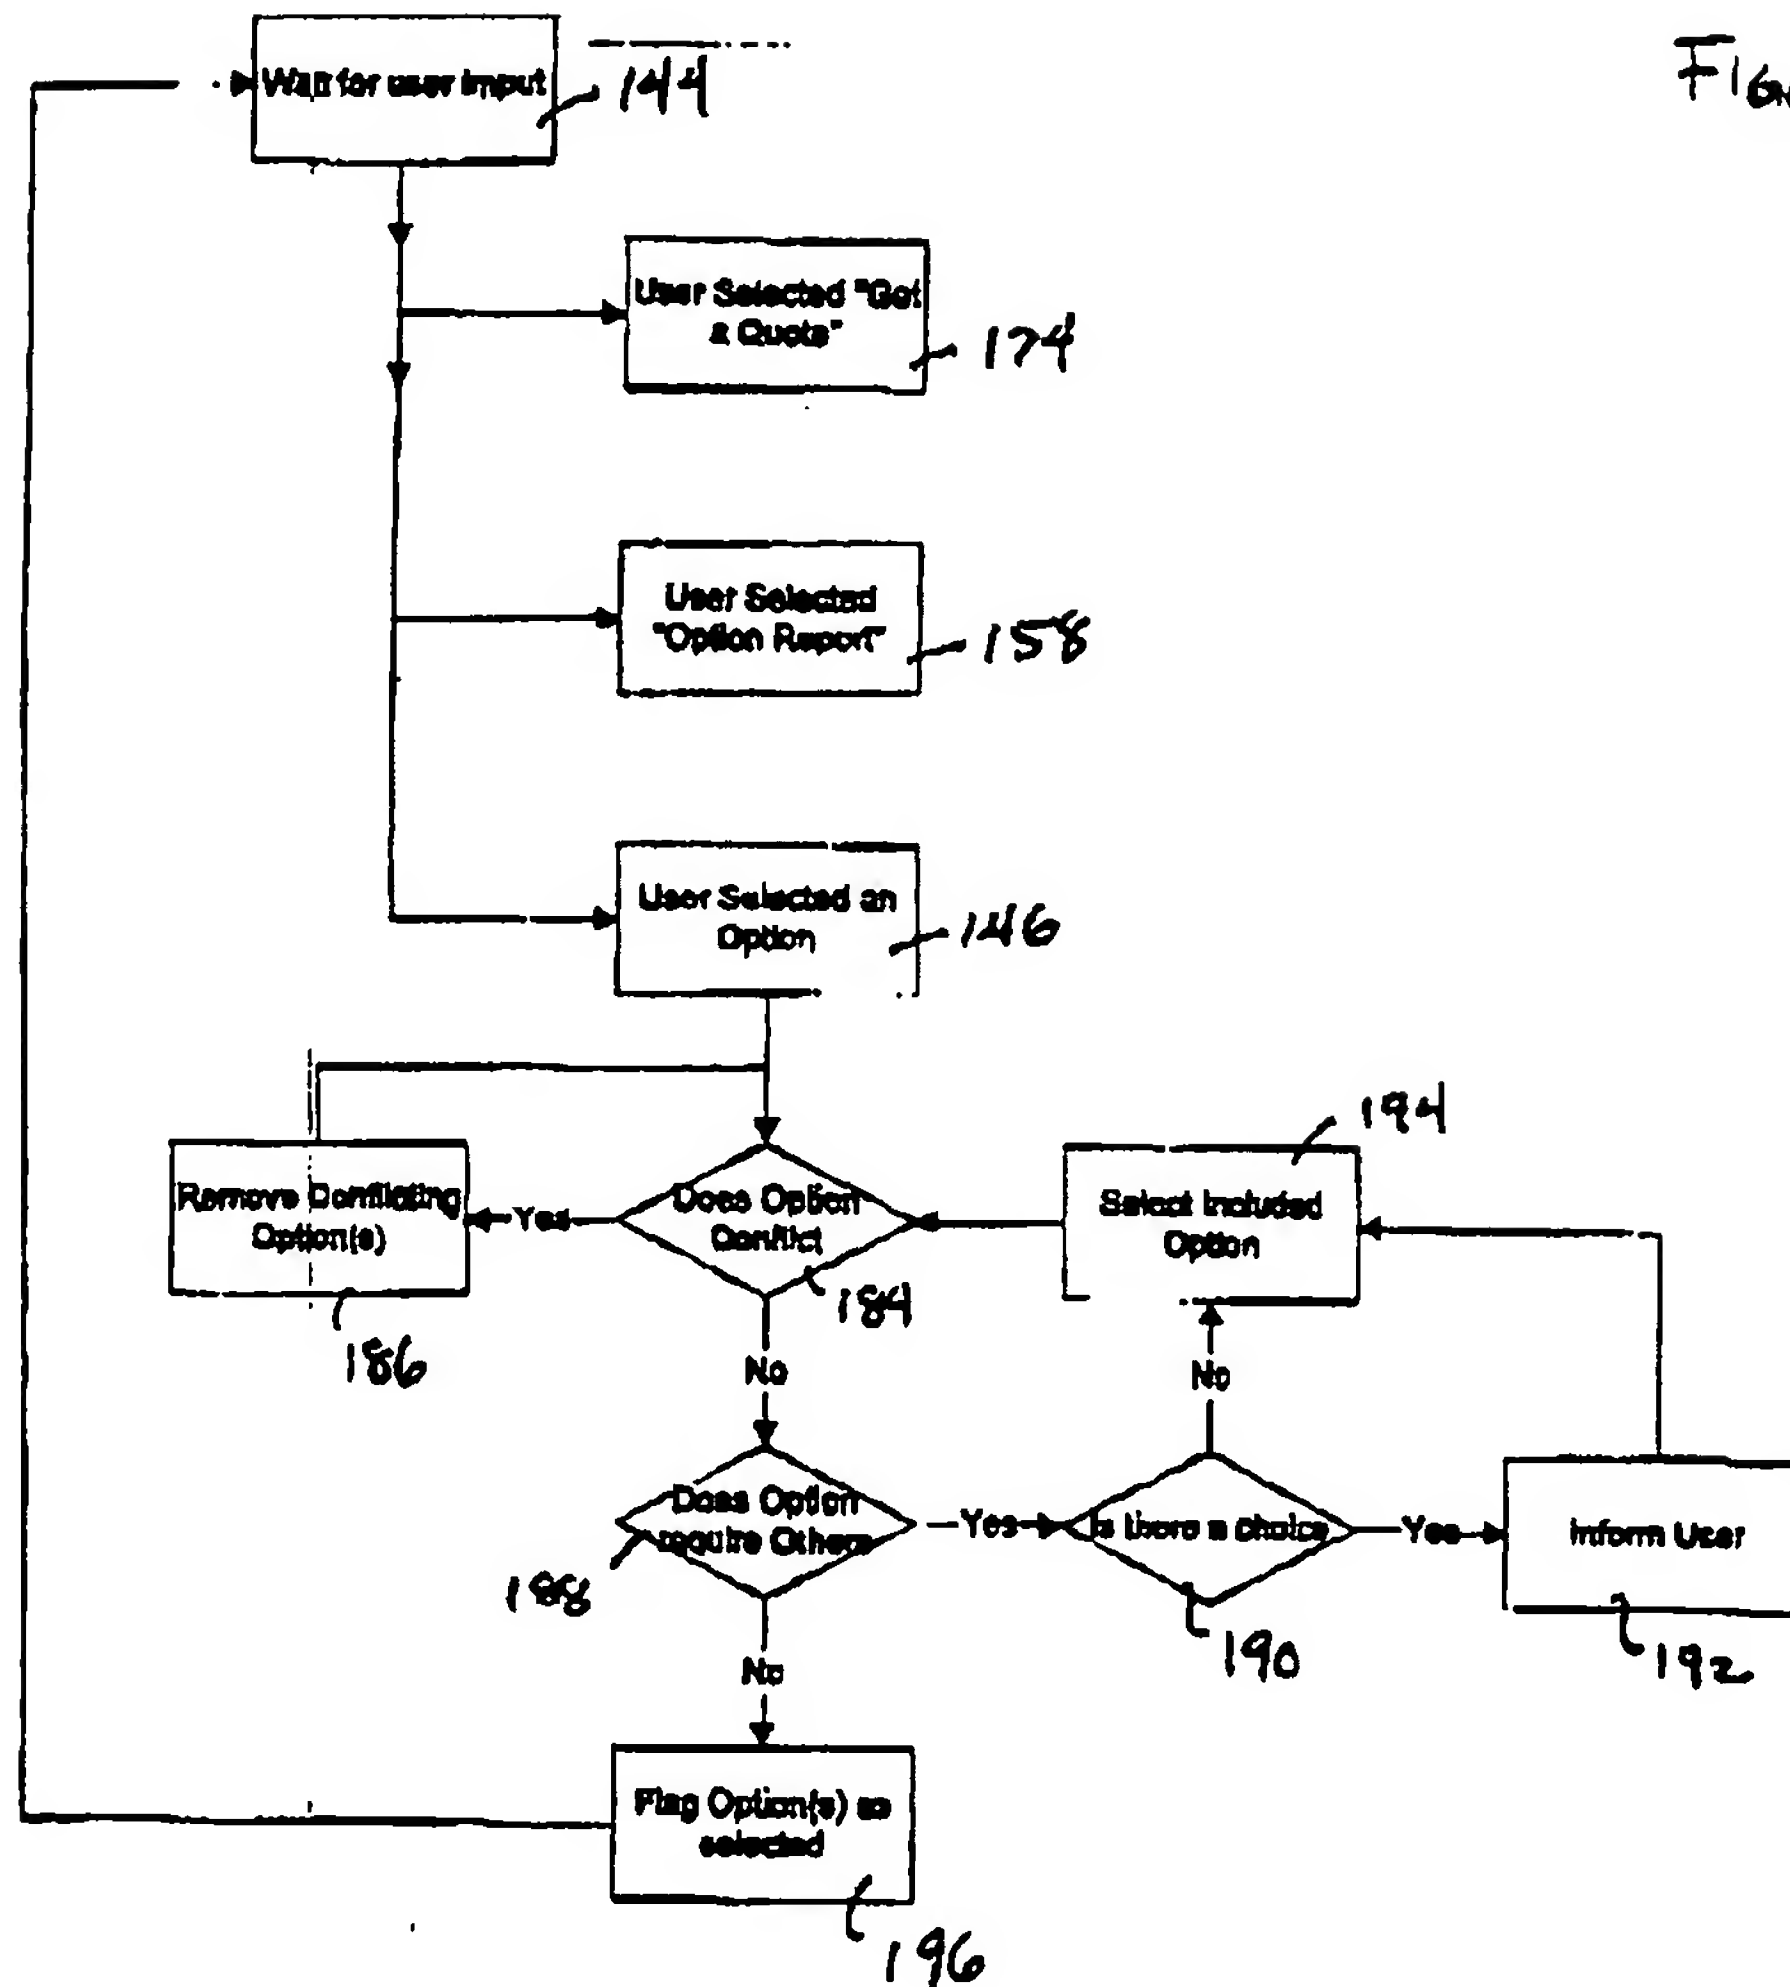 Wait for user input
144
User Selected "Get
a Quote"
174
User Selected
"Option Report"
158
User Selected an
Option
146
194
Remove Conflicting
Option(s)
Yes
Does Option
Conflict
Select Included
Option
184
186
No
No
Does Option
require Others
Yes
Is there a choice
Yes
Inform User
188
190
192
No
Flag Option(s) as
selected
196